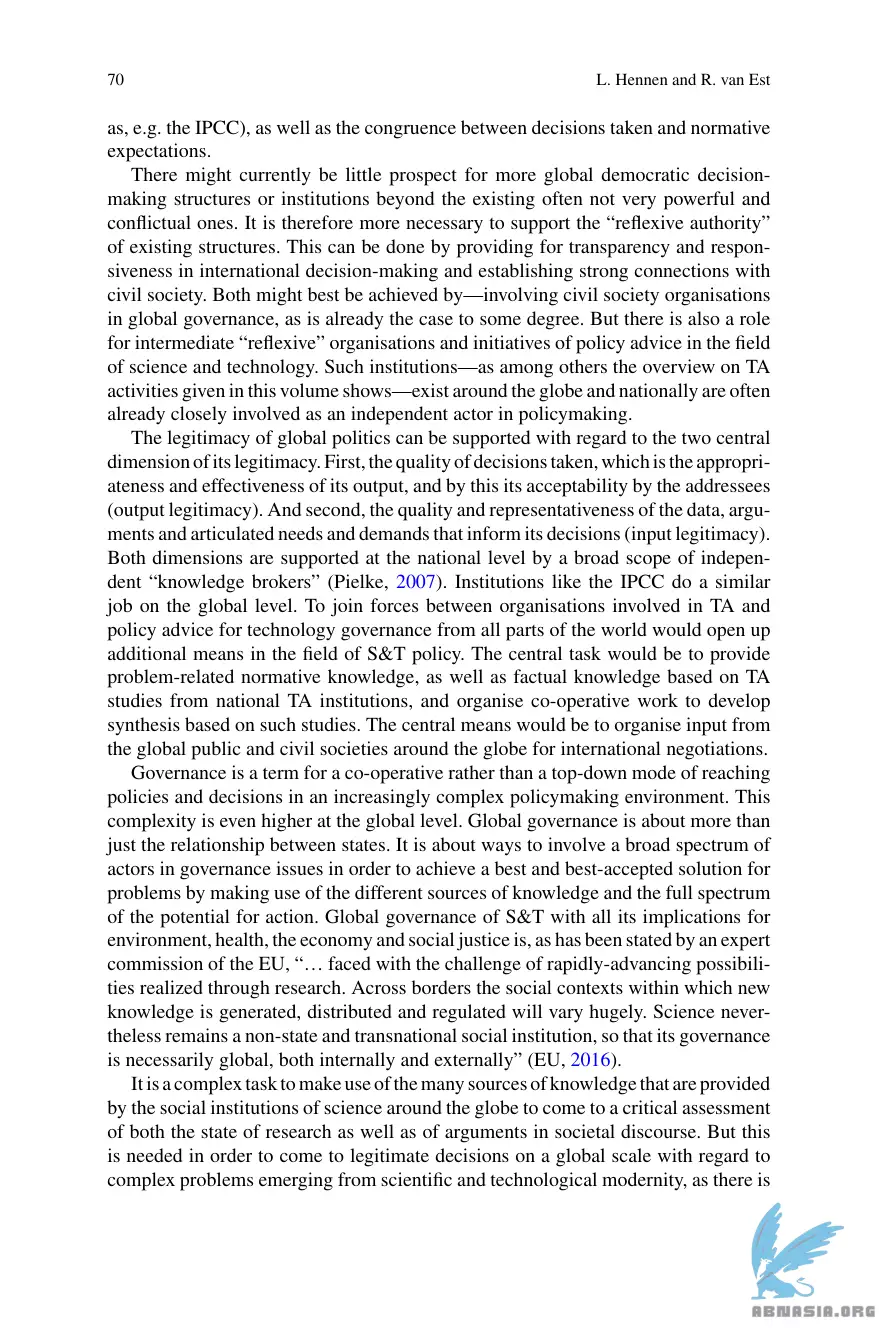 70 L. Hennen and R. van Est
as, e.g. the IPCC), as well as the congruence between decisions taken and normative
expectations.
There might currently be little prospect for more global democratic decision-
making structures or institutions beyond the existing often not very powerful and
conflictual ones. It is therefore more necessary to support the “reflexive authority”
of existing structures. This can be done by providing for transparency and respon-
siveness in international decision-making and establishing strong connections with
civil society. Both might best be achieved by—involving civil society organisations
in global governance, as is already the case to some degree. But there is also a role
for intermediate “reflexive” organisations and initiatives of policy advice in the field
of science and technology. Such institutions—as among others the overview on TA
activities given in this volume shows—exist around the globe and nationally are often
already closely involved as an independent actor in policymaking.
The legitimacy of global politics can be supported with regard to the two central
dimension of its legitimacy. First, the quality of decisions taken, which is the appropri-
ateness and effectiveness of its output, and by this its acceptability by the addressees
(output legitimacy). And second, the quality and representativeness of the data, argu-
ments and articulated needs and demands that inform its decisions (input legitimacy).
Both dimensions are supported at the national level by a broad scope of indepen-
dent “knowledge brokers” (Pielke, 2007). Institutions like the IPCC do a similar
job on the global level. To join forces between organisations involved in TA and
policy advice for technology governance from all parts of the world would open up
additional means in the field of S&T policy. The central task would be to provide
problem-related normative knowledge, as well as factual knowledge based on TA
studies from national TA institutions, and organise co-operative work to develop
synthesis based on such studies. The central means would be to organise input from
the global public and civil societies around the globe for international negotiations.
Governance is a term for a co-operative rather than a top-down mode of reaching
policies and decisions in an increasingly complex policymaking environment. This
complexity is even higher at the global level. Global governance is about more than
just the relationship between states. It is about ways to involve a broad spectrum of
actors in governance issues in order to achieve a best and best-accepted solution for
problems by making use of the different sources of knowledge and the full spectrum
of the potential for action. Global governance of S&T with all its implications for
environment, health, the economy and social justice is, as has been stated by an expert
commission of the EU, “… faced with the challenge of rapidly-advancing possibili-
ties realized through research. Across borders the social contexts within which new
knowledge is generated, distributed and regulated will vary hugely. Science never-
theless remains a non-state and transnational social institution, so that its governance
is necessarily global, both internally and externally” (EU, 2016).
It is a complex task to make use of the many sources of knowledge that are provided
by the social institutions of science around the globe to come to a critical assessment
of both the state of research as well as of arguments in societal discourse. But this
is needed in order to come to legitimate decisions on a global scale with regard to
complex problems emerging from scientific and technological modernity, as there is
ABNASIA.ORG